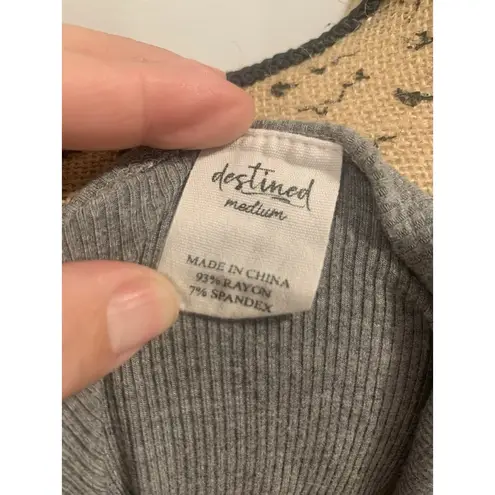 destined
medium
MADE IN CHINA
93% RAYON
7% SPANDEX